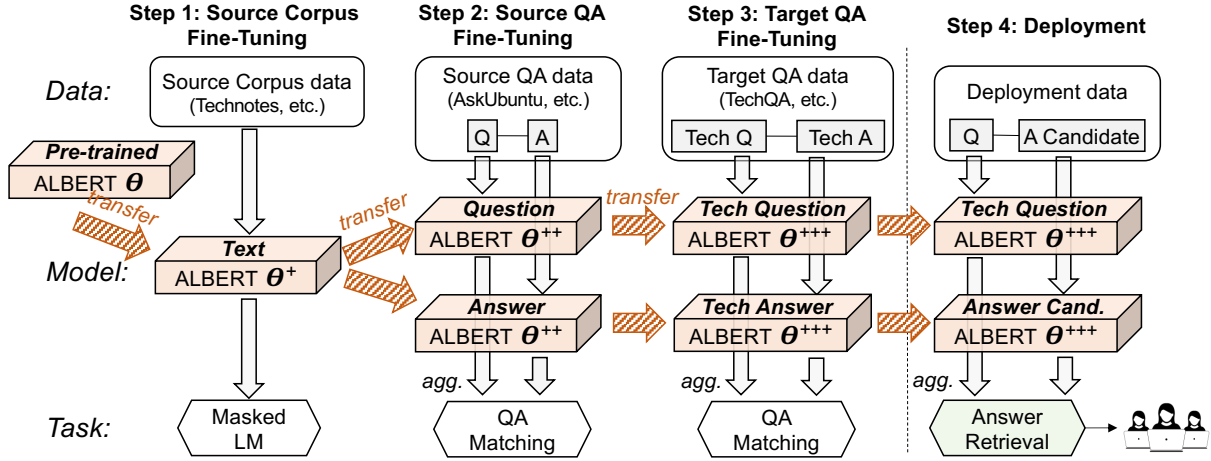 Step 1: Source Corpus
Fine-Tuning
Step 2: Source QA
Fine-Tuning
Step 3: Target QA
Fine-Tuning
Step 4: Deployment
Data:
Source Corpus data
(Technotes, etc.)
Source QA data
(AskUbuntu, etc.)
Q
A
Target QA data
(TechQA, etc.)
Tech Q
Tech A
Deployment data
Q
A Candidate
Pre-trained
ALBERT θ
transfer
transfer
transfer
Model:
Text
ALBERT θ⁺
Question
ALBERT θ⁺⁺
Tech Question
ALBERT θ⁺⁺⁺
Tech Question
ALBERT θ⁺⁺⁺
Answer
ALBERT θ⁺⁺
Tech Answer
ALBERT θ⁺⁺⁺
Answer Cand.
ALBERT θ⁺⁺⁺
agg.
agg.
agg.
Task:
Masked
LM
QA
Matching
QA
Matching
Answer
Retrieval